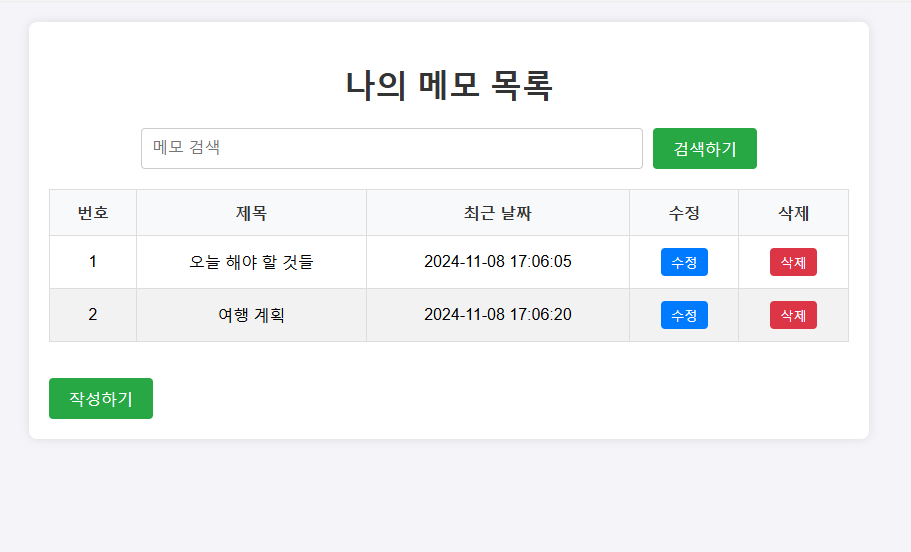 나의 메모 목록
메모 검색 검색하기
번호 제목 최근 날짜 수정 삭제
1 오늘 해야 할 것들 2024-11-08 17:06:05 수정 삭제
2 여행 계획 2024-11-08 17:06:20 수정 삭제
작성하기